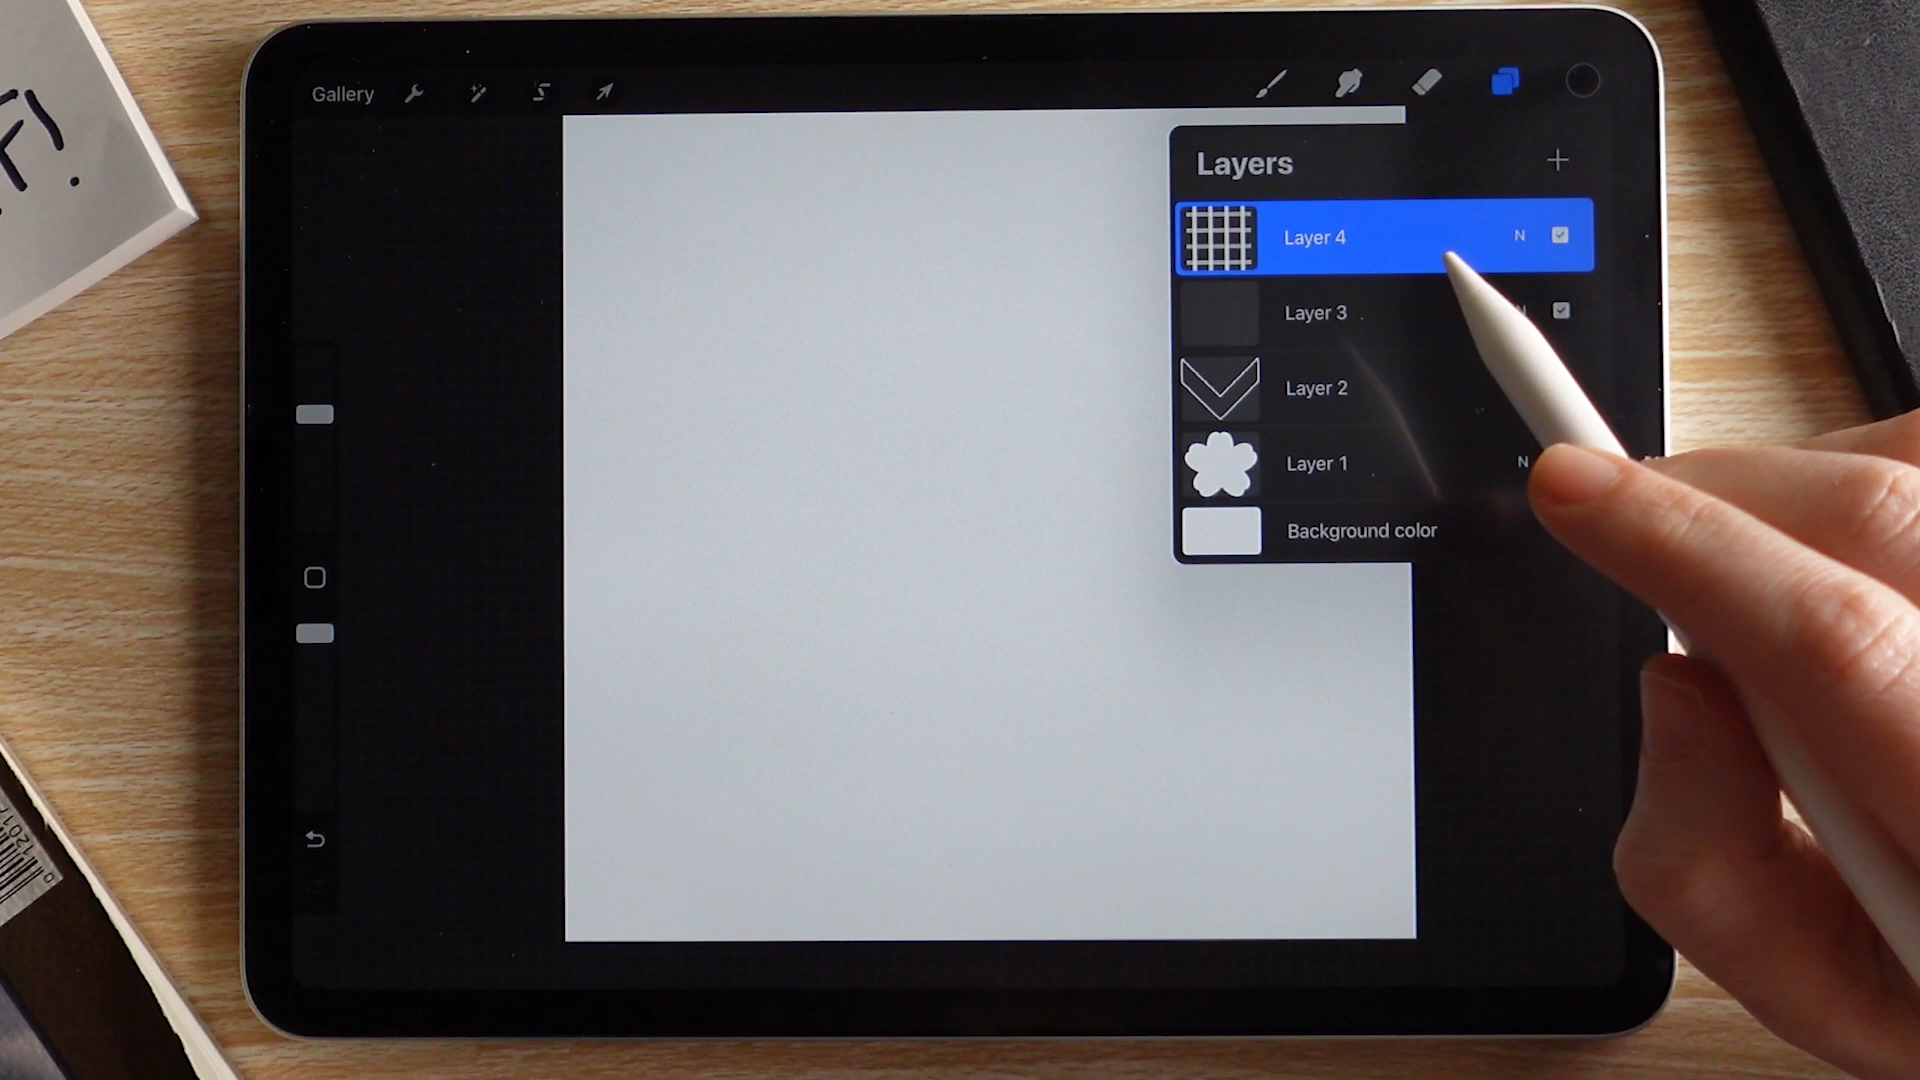 Gallery
Layers
Layer 4 N
Layer 3
Layer 2
Layer 1 N
Background color